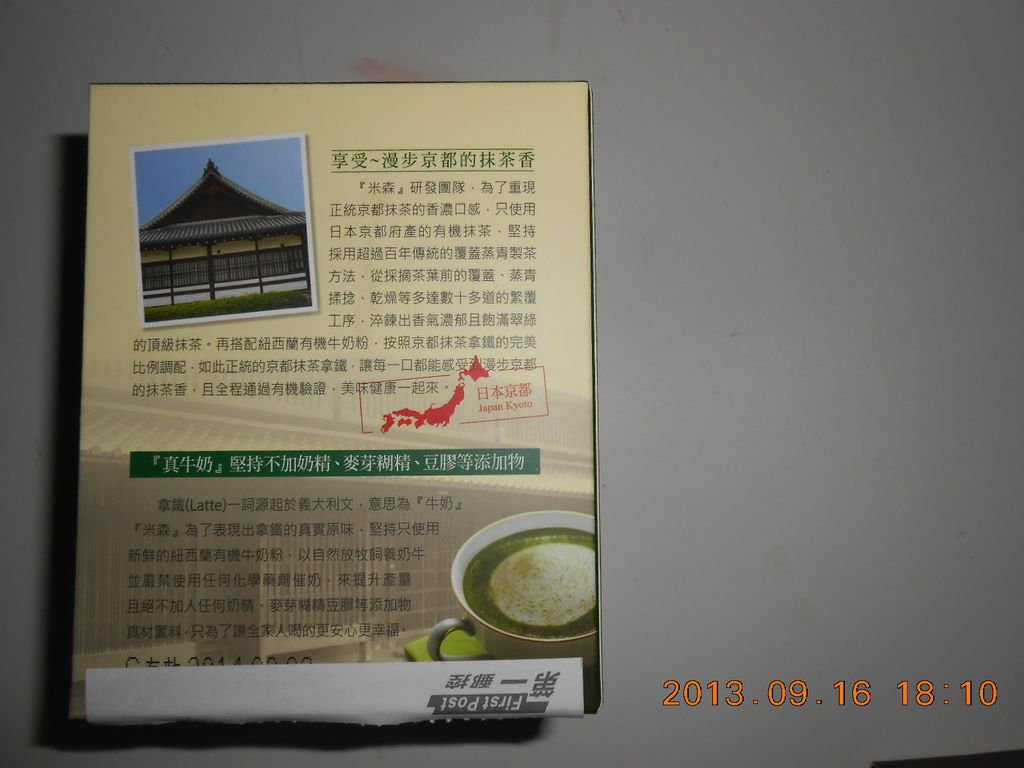 享受~漫步京都的抹茶香
『米森』研發團隊，為了重現
正統京都抹茶的香濃口感，只使用
日本京都府產的有機抹茶，堅持
採用超過百年傳統的覆蓋蒸青製茶
方法，從採摘茶葉前的覆蓋、蒸青
揉捻、乾燥等多達數十多道的繁覆
工序，淬鍊出香氣濃郁且飽滿翠綠
的頂級抹茶。再搭配紐西蘭有機牛奶粉，按照京都抹茶拿鐵的完美
比例調配，如此正統的京都抹茶拿鐵，讓每一口都能感受到漫步京都
的抹茶香，且全程通過有機驗證，美味健康一起來。
日本京都
Japan Kyoto
『真牛奶』堅持不加奶精、麥芽糊精、豆膠等添加物
拿鐵(Latte)一詞源起於義大利文，意思為『牛奶』
『米森』為了表現出拿鐵的真實原味，堅持只使用
新鮮的紐西蘭有機牛奶粉，以自然放牧飼養奶牛
並嚴禁使用任何化學藥劑催奶，來提升產量
且絕不加入任何奶精、麥芽糊精豆膠等添加物
真材實料，只為了讓全家人喝的更安心更幸福。
第一郵控
First Post
2013.09.16 18:10